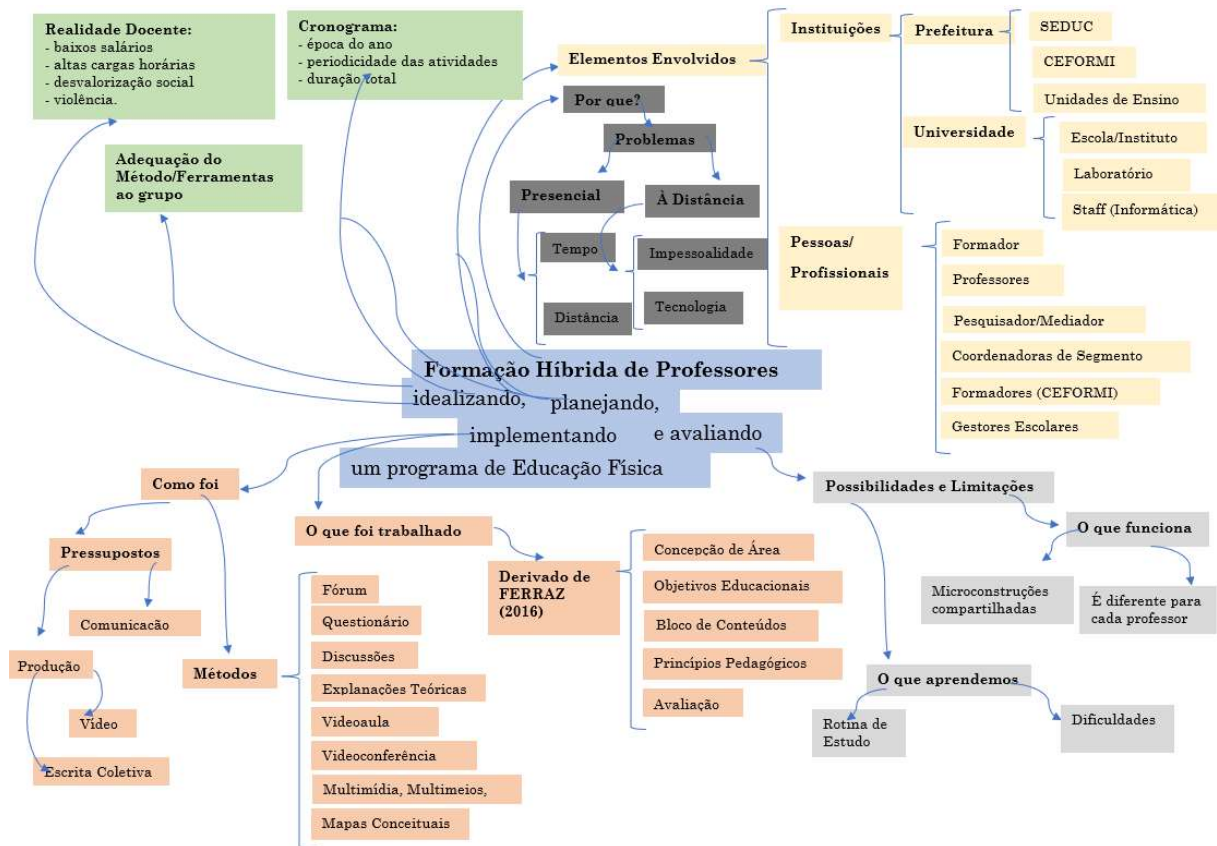 Realidade Docente:
- baixos salários
- altas cargas horárias
- desvalorização social
- violência.
Cronograma:
- época do ano
- periodicidade das atividades
- duração total
Adequação do
Método/Ferramentas
ao grupo
Elementos Envolvidos
Instituições
Prefeitura
SEDUC
CEFORMI
Unidades de Ensino
Universidade
Escola/Instituto
Laboratório
Staff (Informática)
Pessoas/
Profissionais
Formador
Professores
Pesquisador/Mediador
Coordenadoras de Segmento
Formadores (CEFORMI)
Gestores Escolares
Por que?
Problemas
Presencial
À Distância
Tempo
Distância
Impessoalidade
Tecnologia
Formação Híbrida de Professores
idealizando, planejando,
implementando e avaliando
um programa de Educação Física
Como foi
Pressupostos
Comunicacão
Produção
Vídeo
Escrita Coletiva
Métodos
Fórum
Questionário
Discussões
Explanações Teóricas
Videoaula
Videoconferência
Multimídia, Multimeios,
Mapas Conceituais
O que foi trabalhado
Derivado de
FERRAZ
(2016)
Concepção de Área
Objetivos Educacionais
Bloco de Conteúdos
Princípios Pedagógicos
Avaliação
Possibilidades e Limitações
O que funciona
Microconstruções
compartilhadas
É diferente para
cada professor
O que aprendemos
Rotina de
Estudo
Dificuldades